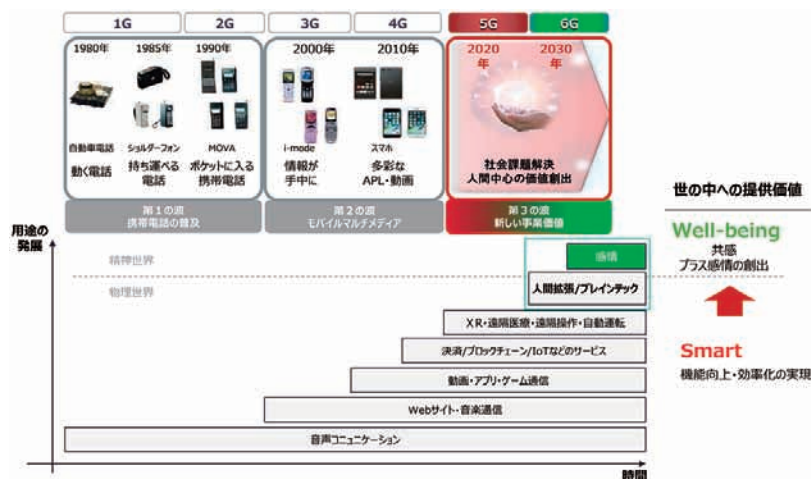 1G
2G
3G
4G
5G
6G
1980年
1985年
1990年
2000年
2010年
2020
年
2030
年
自動車電話
ショルダーフォン
MOVA
i-mode
スマホ
動く電話
持ち運べる
電話
ポケットに入る
携帯電話
情報が
手中に
多彩な
APL・動画
社会課題解決
人間中心の価値創出
第1の波
携帯電話の普及
第2の波
モバイルマルチメディア
第3の波
新しい事業価値
世の中への提供価値
用途の
発展
Well-being
共感
プラス感情の創出
精神世界
感情
物理世界
人間拡張/ブレインテック
XR・遠隔医療・遠隔操作・自動運転
決済/ブロックチェーン/IoTなどのサービス
Smart
機能向上・効率化の実現
動画・アプリ・ゲーム通信
Webサイト・音楽通信
音声コミュニケーション
時間